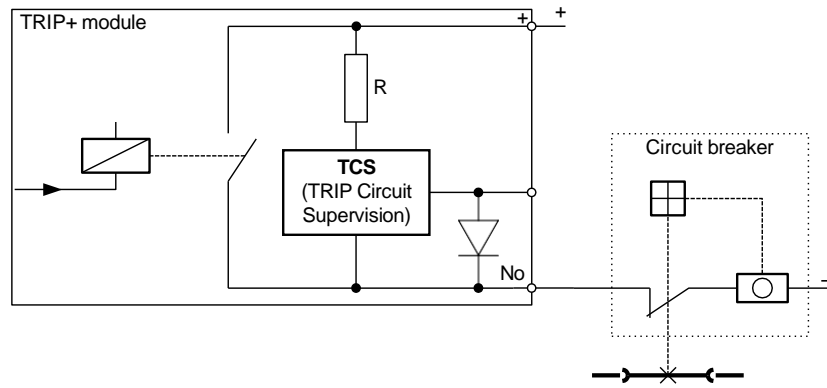 TRIP+ module
+
+
R
TCS
(TRIP Circuit
Supervision)
No
Circuit breaker
-